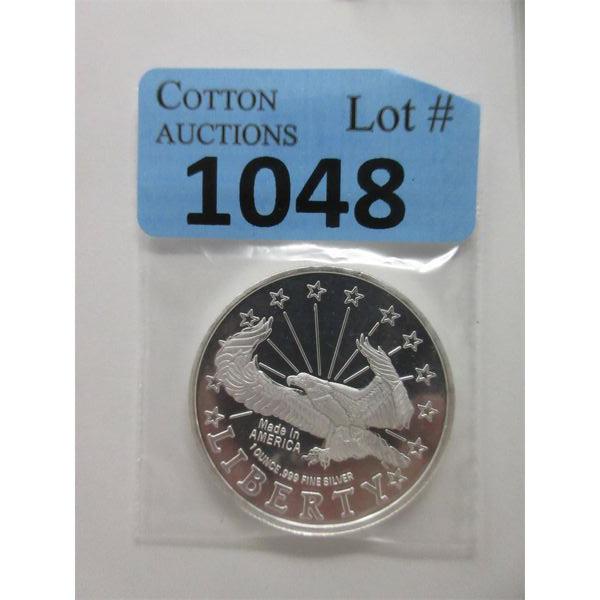 COTTON
AUCTIONS
Lot #
1048
Made In
AMERICA
1 OUNCE .999 FINE SILVER
LIBERTY